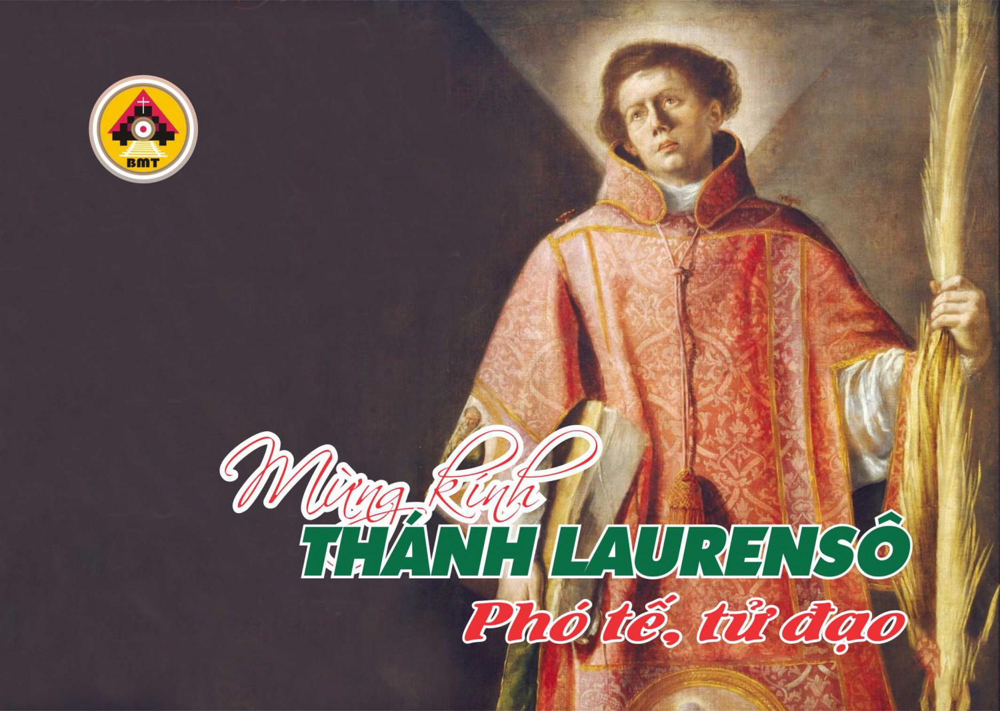 BMT
Mừng kính
THÁNH LAURENSÔ
Phó tế, tử đạo